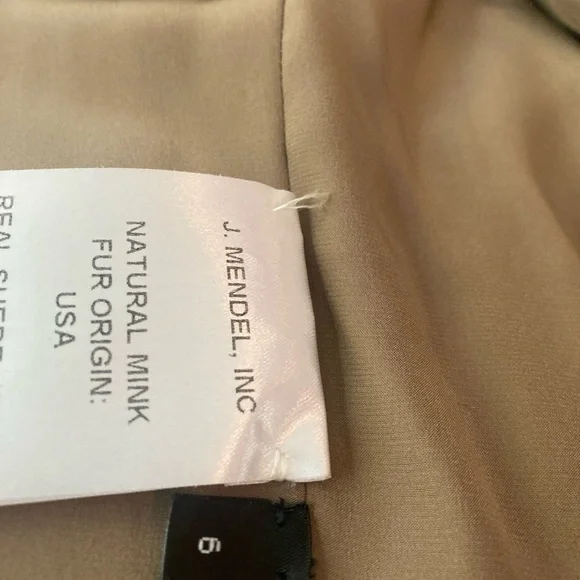 J. MENDEL, INC
NATURAL MINK
FUR ORIGIN:
USA
REAL
6